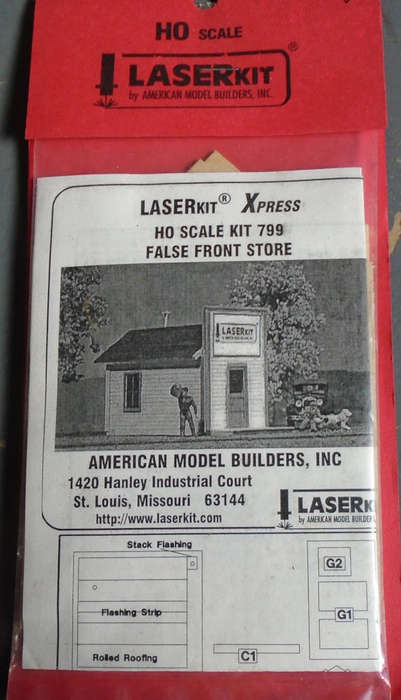 HO SCALE
LASERKIT®
by AMERICAN MODEL BUILDERS, INC.
LASERKIT® XPRESS
HO SCALE KIT 799
FALSE FRONT STORE
LASERKIT
AMERICAN MODEL BUILDERS, INC
1420 Hanley Industrial Court
St. Louis, Missouri 63144
http://www.laserkit.com
LASERK
by AMERICAN MODEL BUILDER
Stack Flashing
G2
Flashing Strip
G1
Rolled Roofing
C1